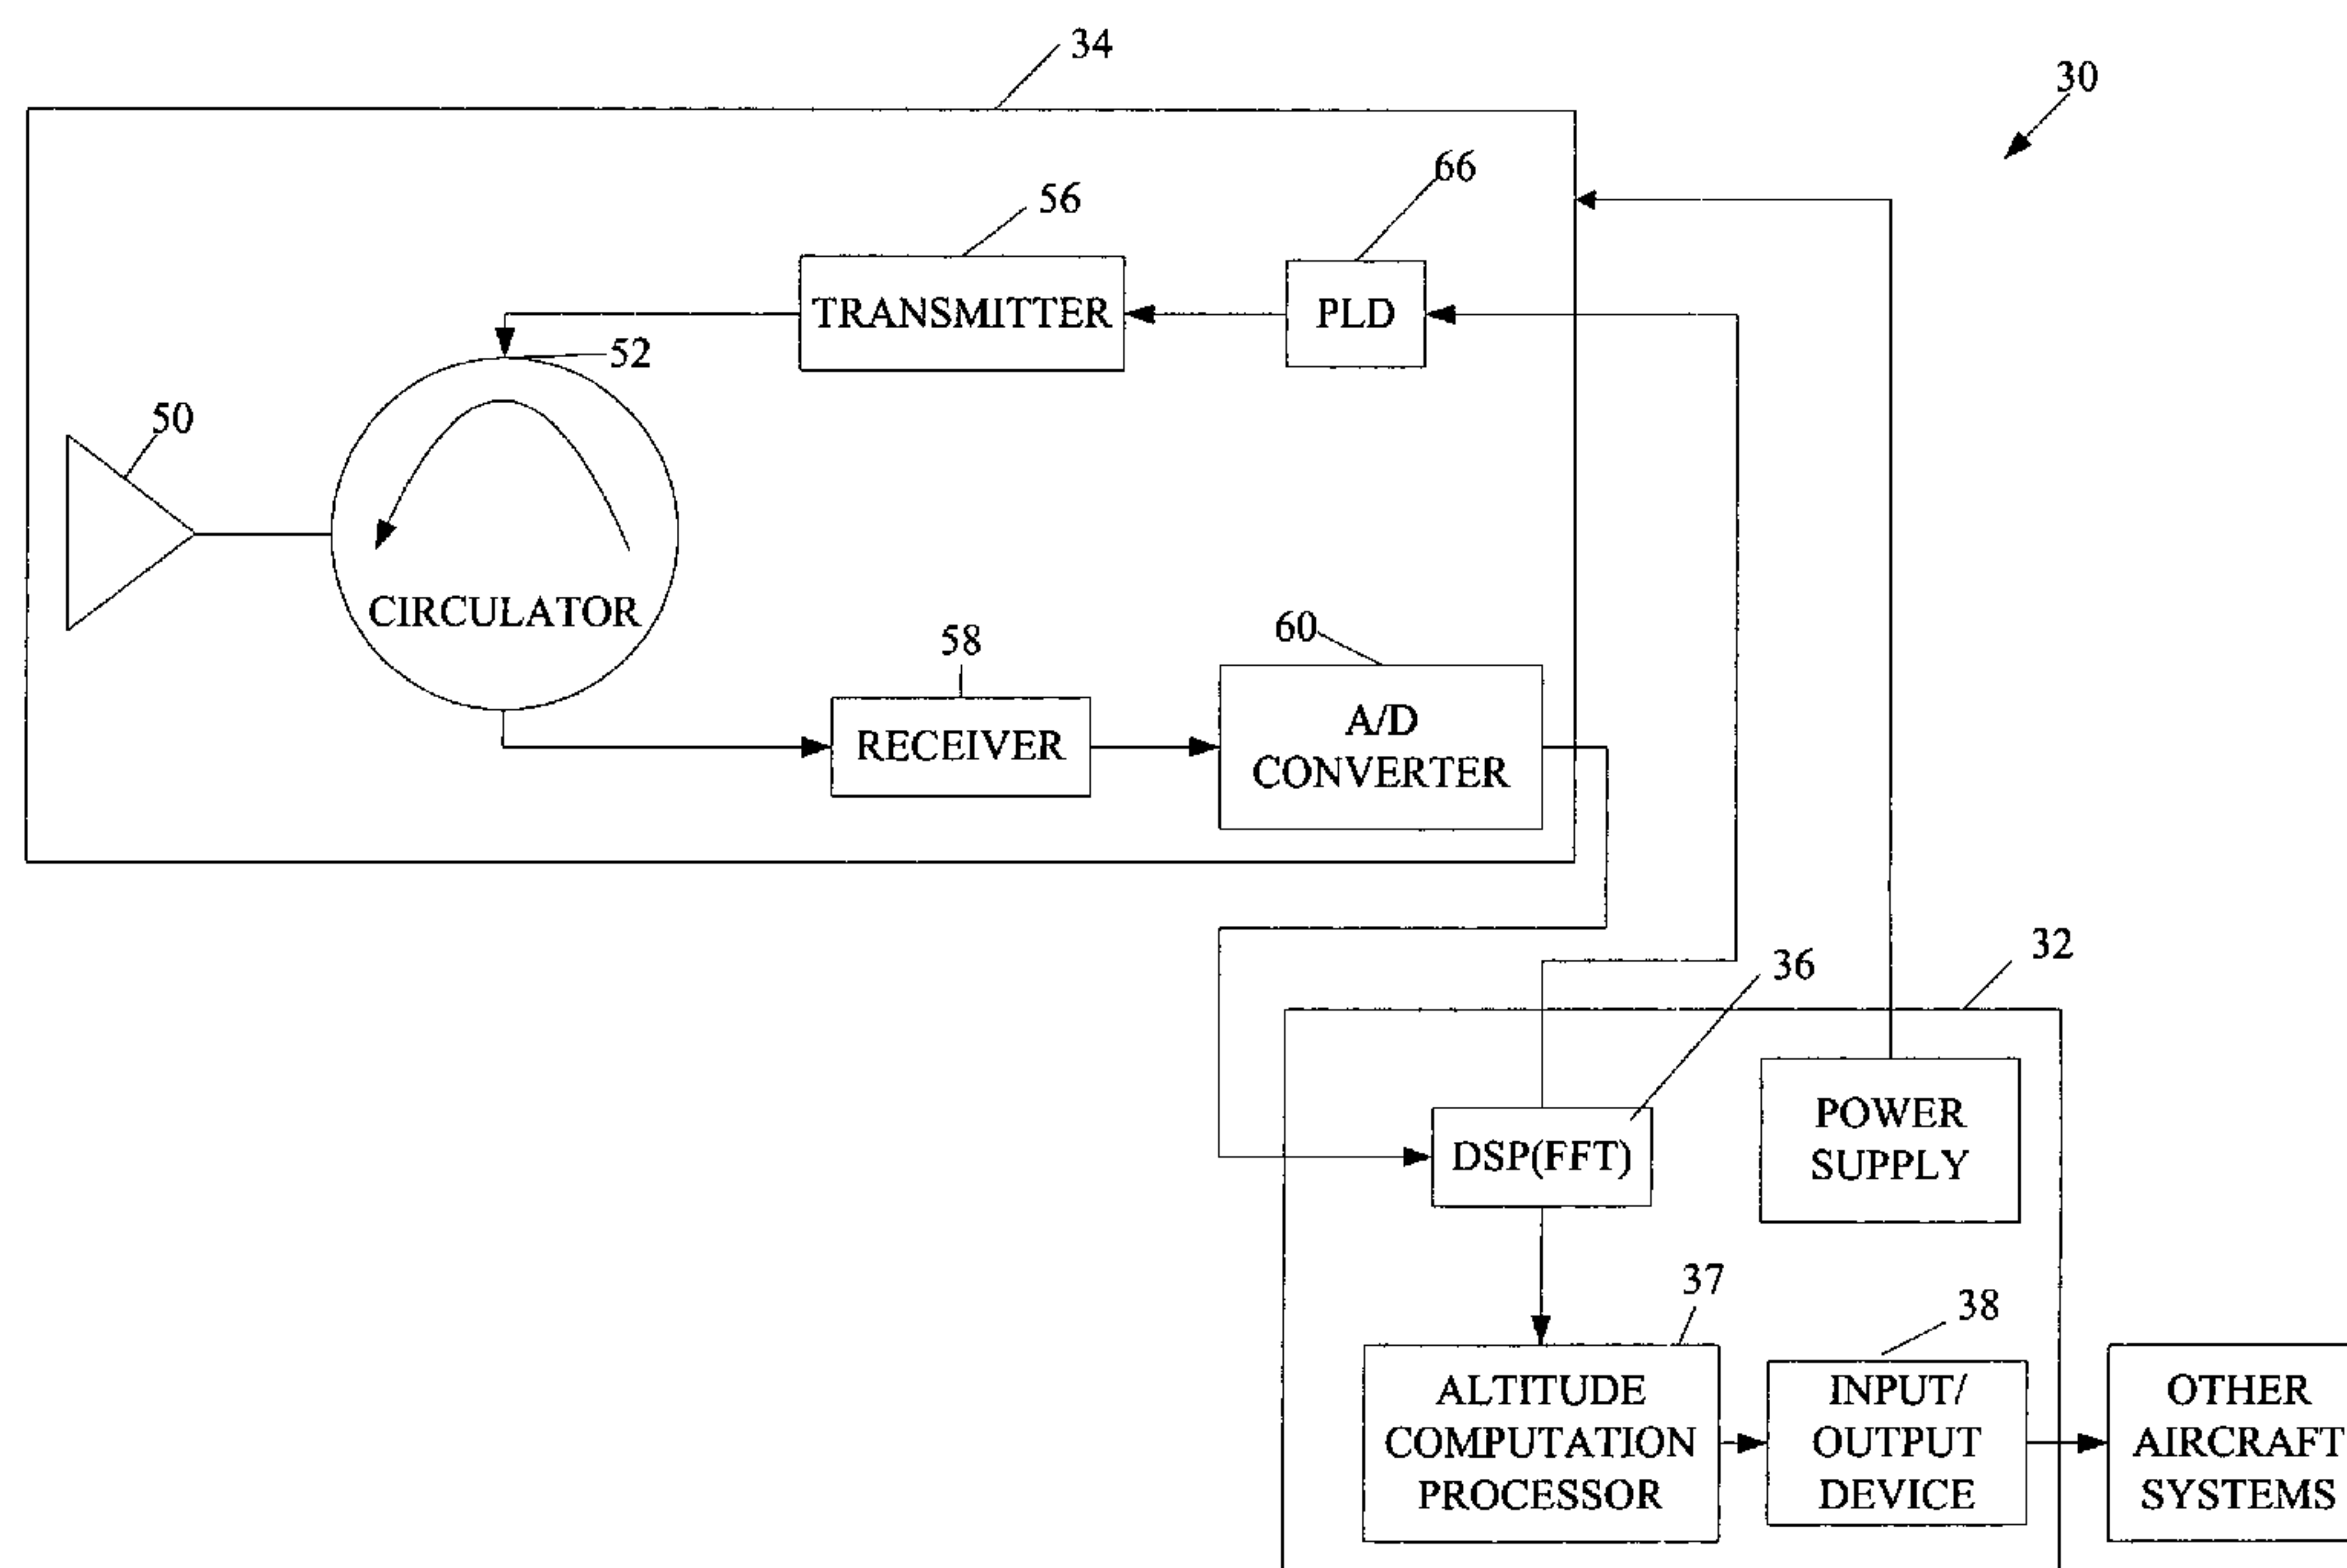 34
30
66
56
TRANSMITTER
PLD
52
50
CIRCULATOR
58
60
RECEIVER
A/D
CONVERTER
32
36
DSP(FFT)
POWER
SUPPLY
37
38
ALTITUDE
COMPUTATION
PROCESSOR
INPUT/
OUTPUT
DEVICE
OTHER
AIRCRAFT
SYSTEMS